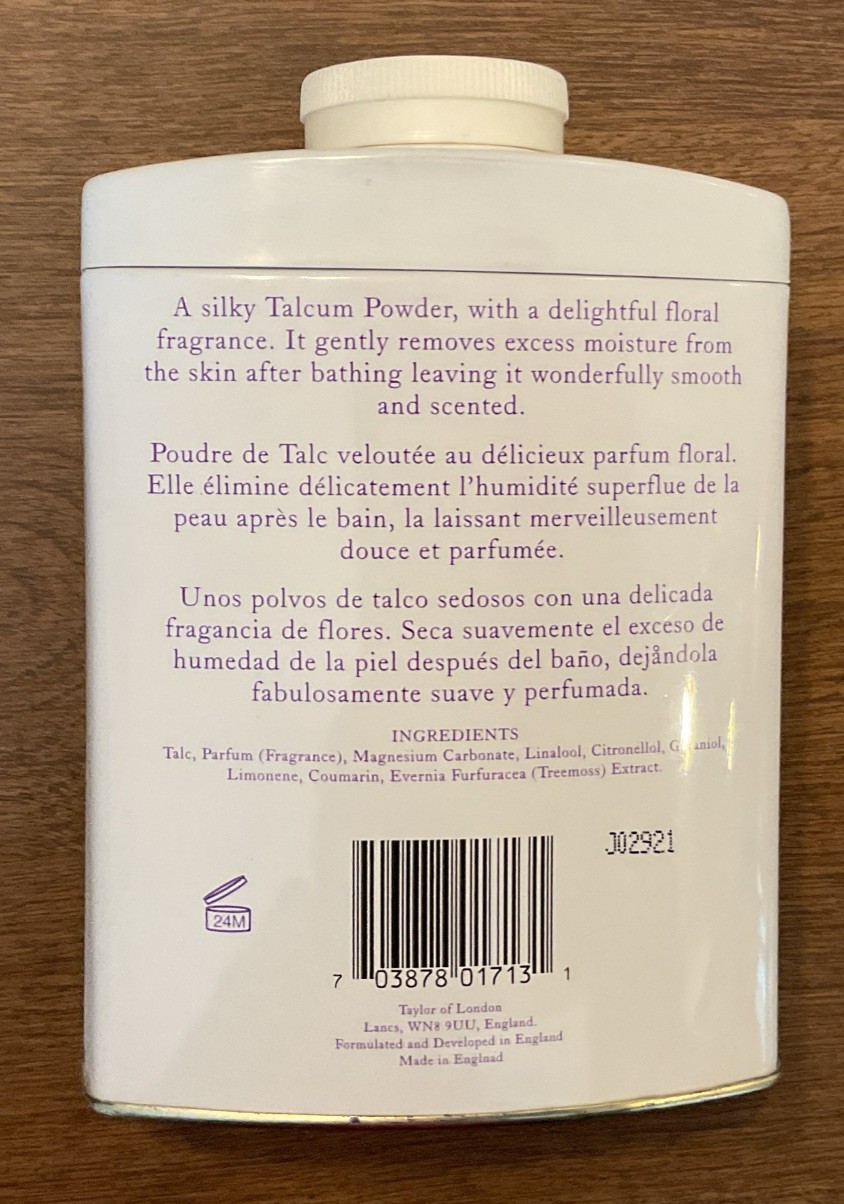 A silky Talcum Powder, with a delightful floral
fragrance. It gently removes excess moisture from
the skin after bathing leaving it wonderfully smooth
and scented.
Poudre de Talc veloutée au délicieux parfum floral.
Elle élimine délicatement l'humidité superflue de la
peau après le bain, la laissant merveilleusement
douce et parfumée.
Unos polvos de talco sedosos con una delicada
fragancia de flores. Seca suavemente el exceso de
humedad de la piel después del baño, dejåndola
fabulosamente suave y perfumada.
INGREDIENTS
Talc, Parfum (Fragrance), Magnesium Carbonate, Linalool, Citronellol,
Limonene, Coumarin, Evernia Furfuracea (Treemoss) Extract.
J02921
24M
7 03878 01713 1
Taylor of London
Lancs, WN8 9UU, England.
Formulated and Developed in England
Made in Englnad